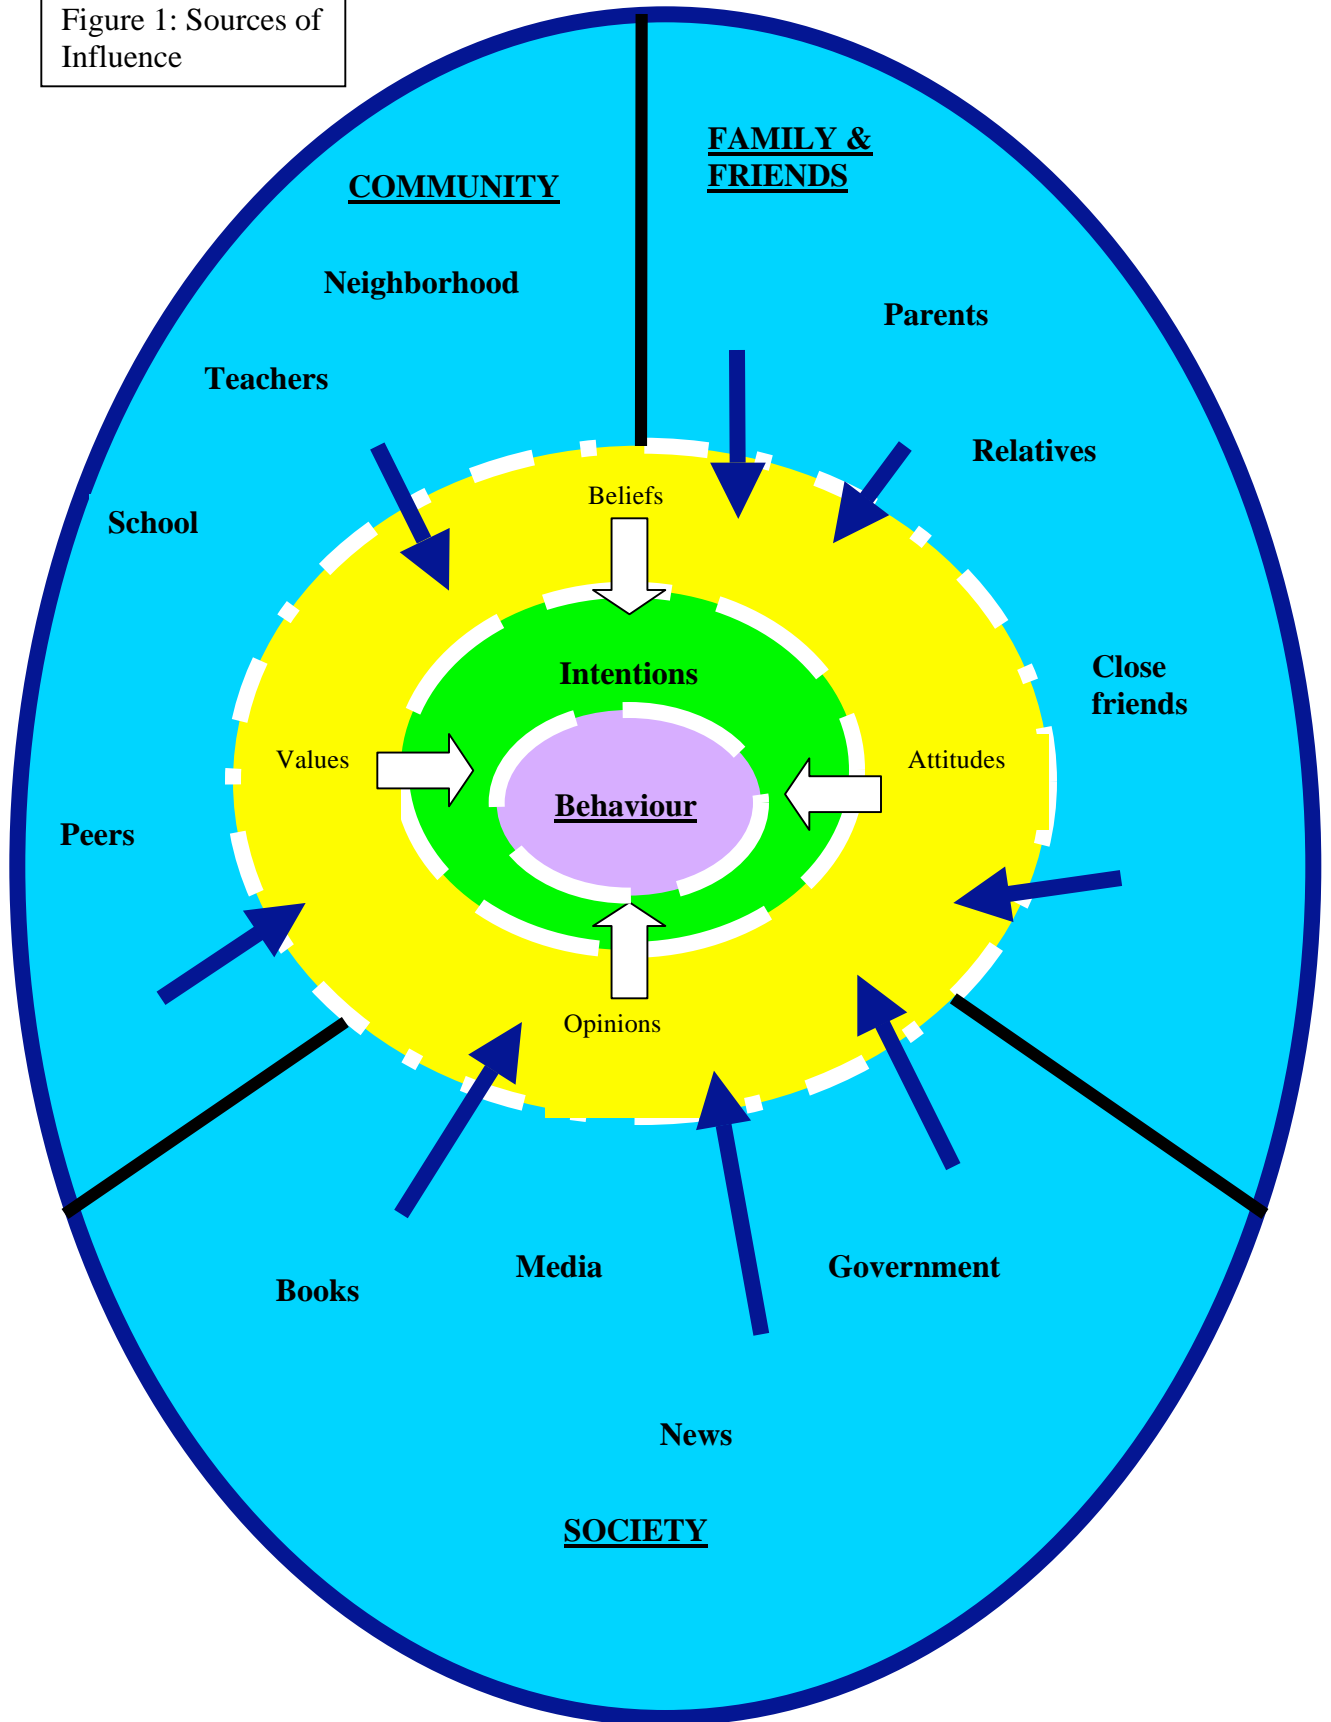 Figure 1: Sources of
Influence
FAMILY &
FRIENDS
COMMUNITY
Neighborhood
Parents
Teachers
Relatives
Beliefs
School
Intentions
Close
friends
Values
Attitudes
Behaviour
Peers
Opinions
Media
Government
Books
News
SOCIETY